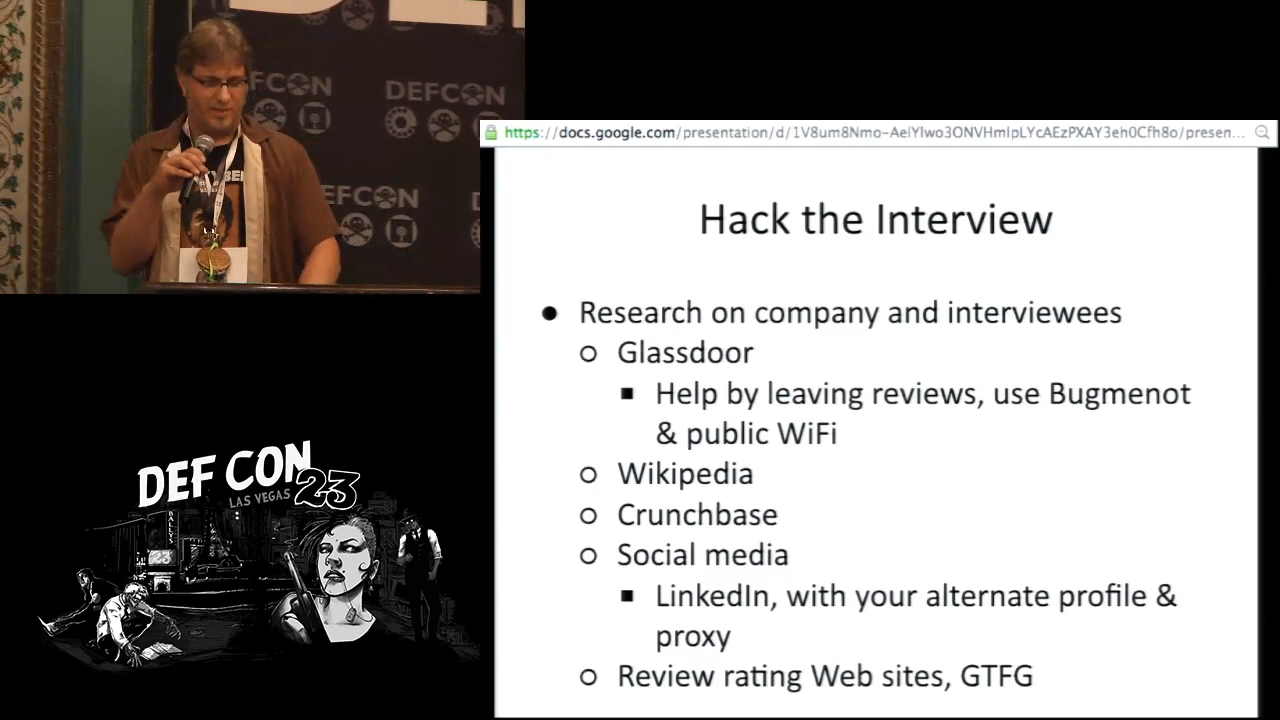 DEFCON
DEFCON
https://docs.google.com/presentation/d/1V8um8Nmo-AeiYlwo3ONVHmIpLYcAEzPXAY3eh0Cfh8o/presen...
Hack the Interview
● Research on company and interviewees
○ Glassdoor
■ Help by leaving reviews, use Bugmenot
& public WiFi
○ Wikipedia
○ Crunchbase
○ Social media
■ LinkedIn, with your alternate profile &
proxy
○ Review rating Web sites, GTFG
DEF CON
LAS VEGAS 23
BALLYS